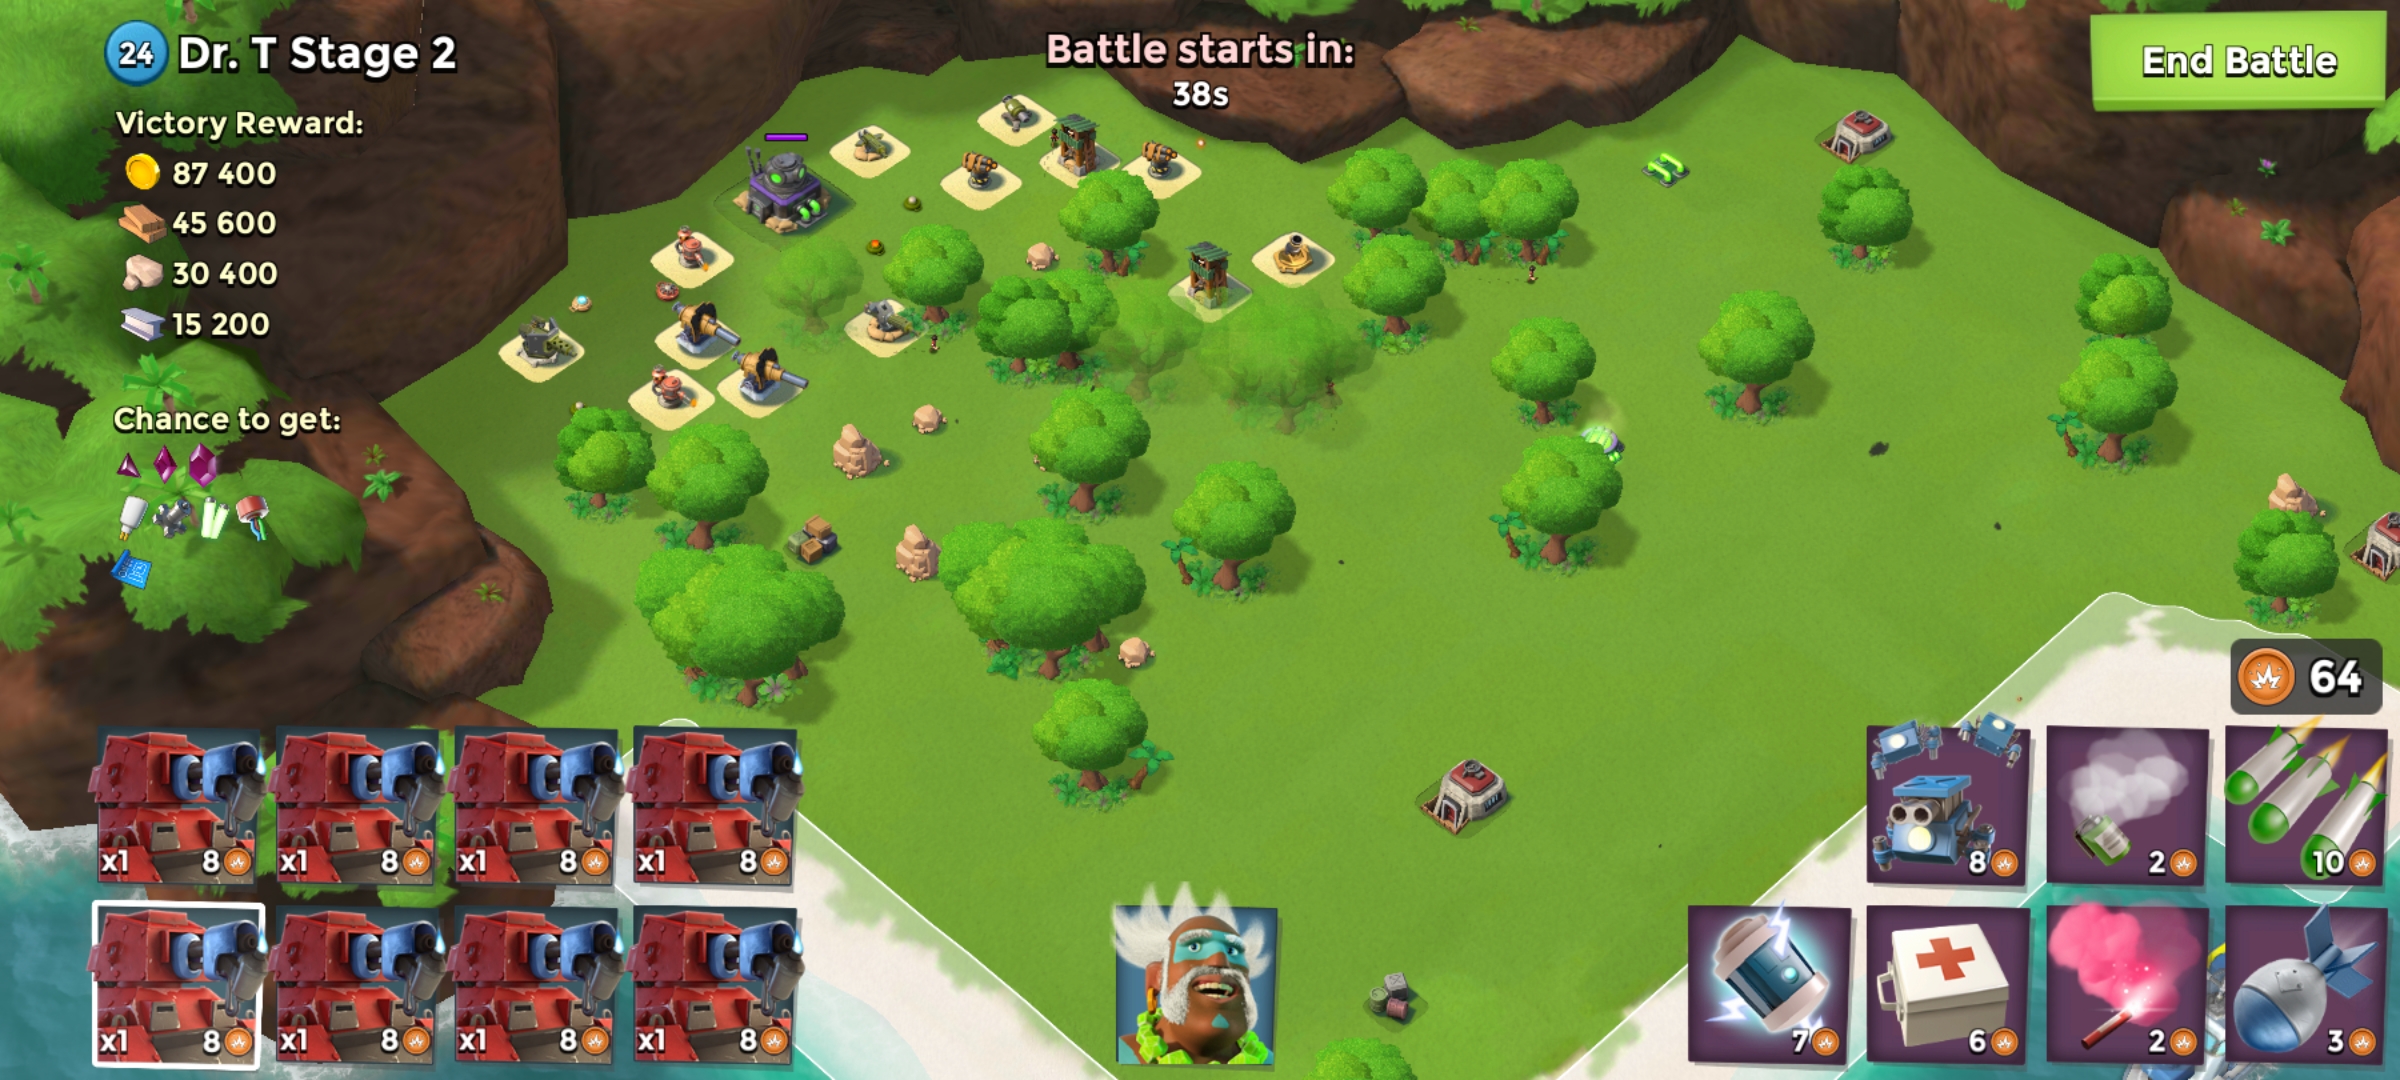 24 Dr. T Stage 2
Battle starts in:
38s
End Battle
Victory Reward:
87 400
45 600
30 400
15 200
Chance to get:
64
x1 8
x1 8
x1 8
x1 8
8
2
10
x1 8
x1 8
x1 8
x1 8
7
6
2
3